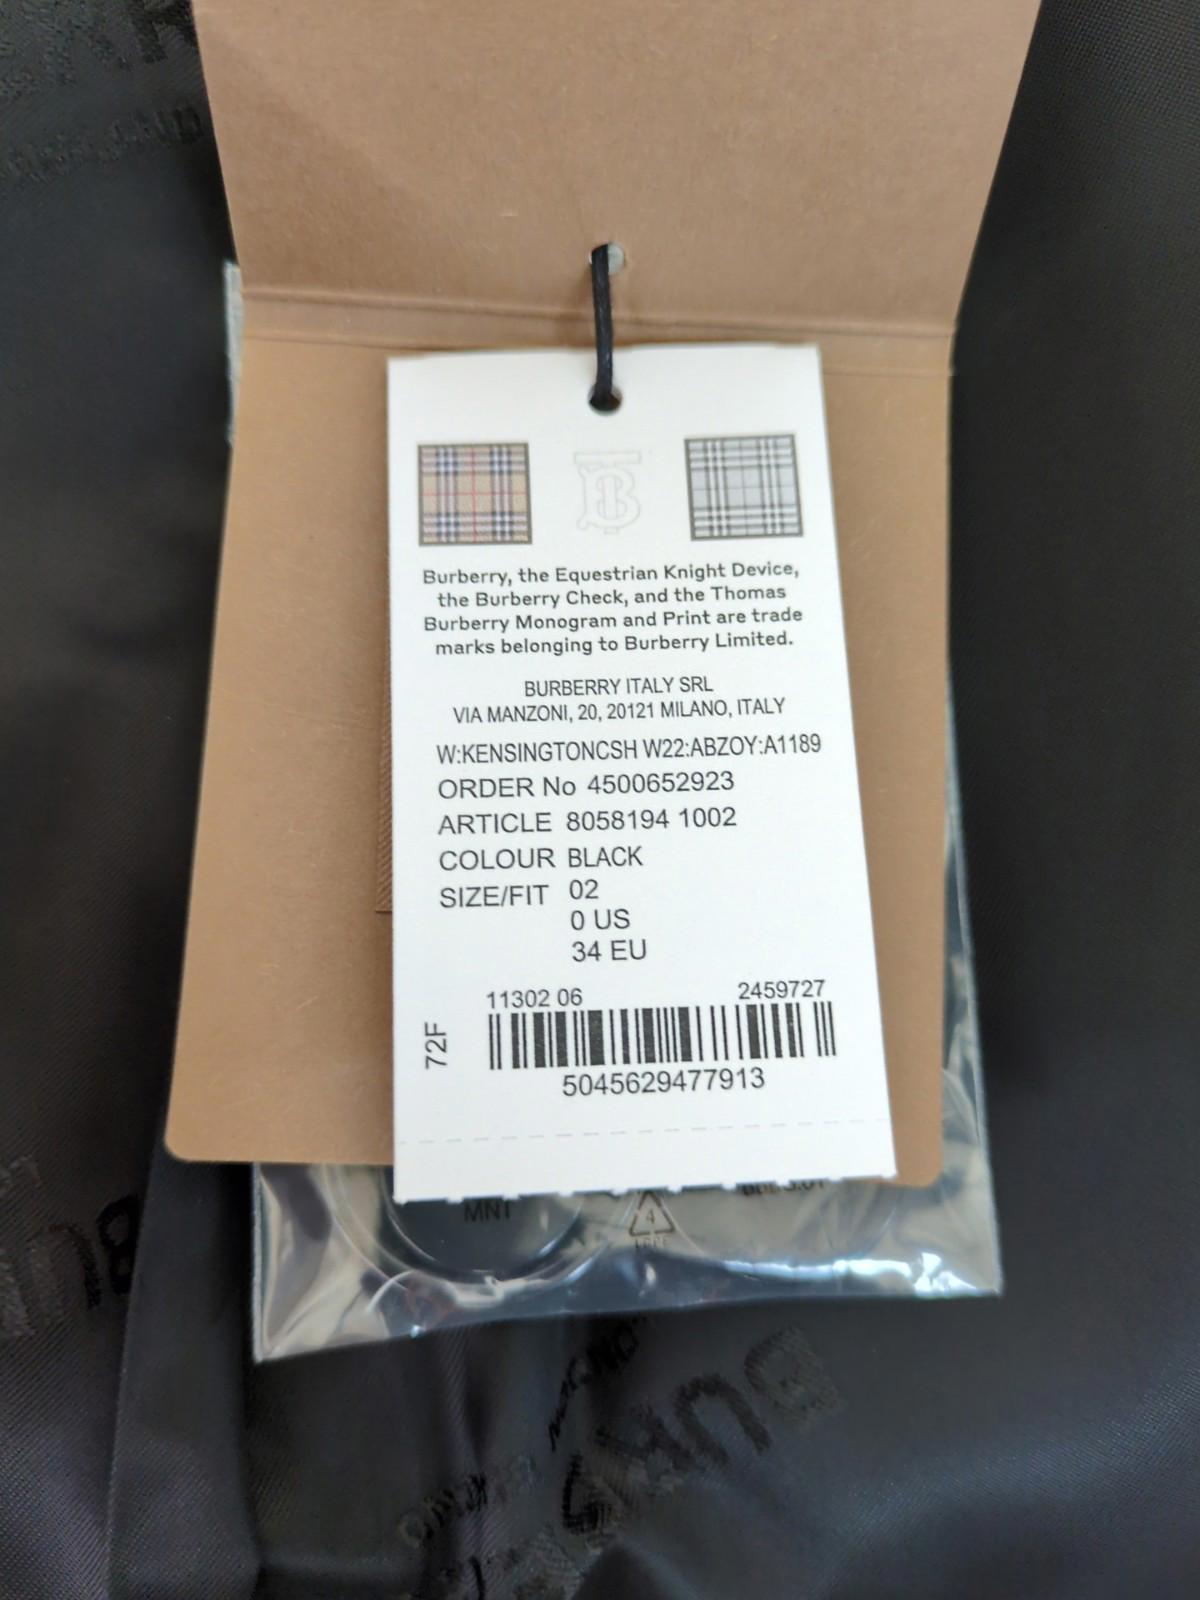 Burberry, the Equestrian Knight Device,
the Burberry Check, and the Thomas
Burberry Monogram and Print are trade
marks belonging to Burberry Limited.
BURBERRY ITALY SRL
VIA MANZONI, 20, 20121 MILANO, ITALY
W:KENSINGTONCSH W22:ABZOY:A1189
ORDER No 4500652923
ARTICLE 8058194 1002
COLOUR BLACK
SIZE/FIT 02
0 US
34 EU
11302 06 2459727
72F
5045629477913
MNT
4